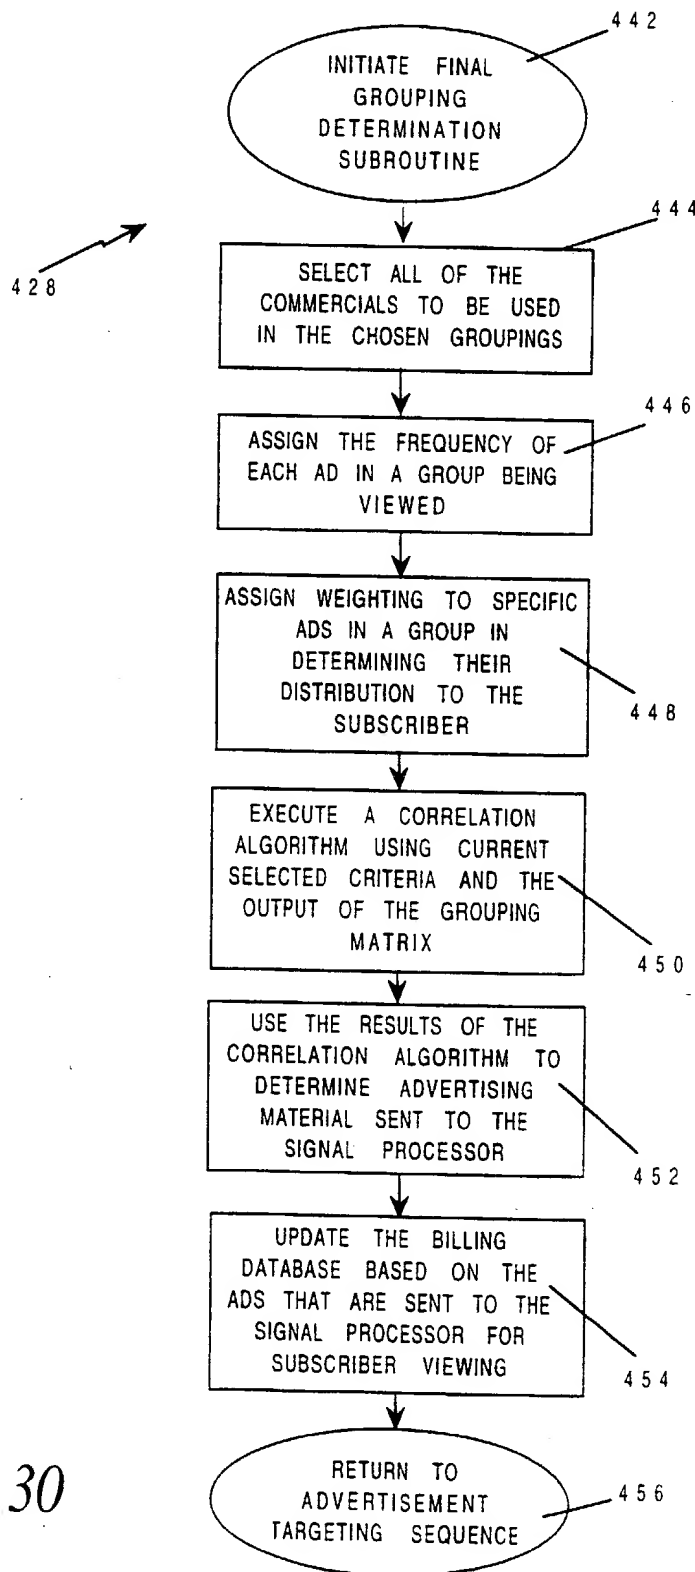 442
INITIATE FINAL
GROUPING
DETERMINATION
SUBROUTINE
444
428
SELECT ALL OF THE
COMMERCIALS TO BE USED
IN THE CHOSEN GROUPINGS
446
ASSIGN THE FREQUENCY OF
EACH AD IN A GROUP BEING
VIEWED
ASSIGN WEIGHTING TO SPECIFIC
ADS IN A GROUP IN
DETERMINING THEIR
DISTRIBUTION TO THE
SUBSCRIBER
448
EXECUTE A CORRELATION
ALGORITHM USING CURRENT
SELECTED CRITERIA AND THE
OUTPUT OF THE GROUPING
MATRIX
450
USE THE RESULTS OF THE
CORRELATION ALGORITHM TO
DETERMINE ADVERTISING
MATERIAL SENT TO THE
SIGNAL PROCESSOR
452
UPDATE THE BILLING
DATABASE BASED ON THE
ADS THAT ARE SENT TO THE
SIGNAL PROCESSOR FOR
SUBSCRIBER VIEWING
454
30
RETURN TO
ADVERTISEMENT
TARGETING SEQUENCE
456